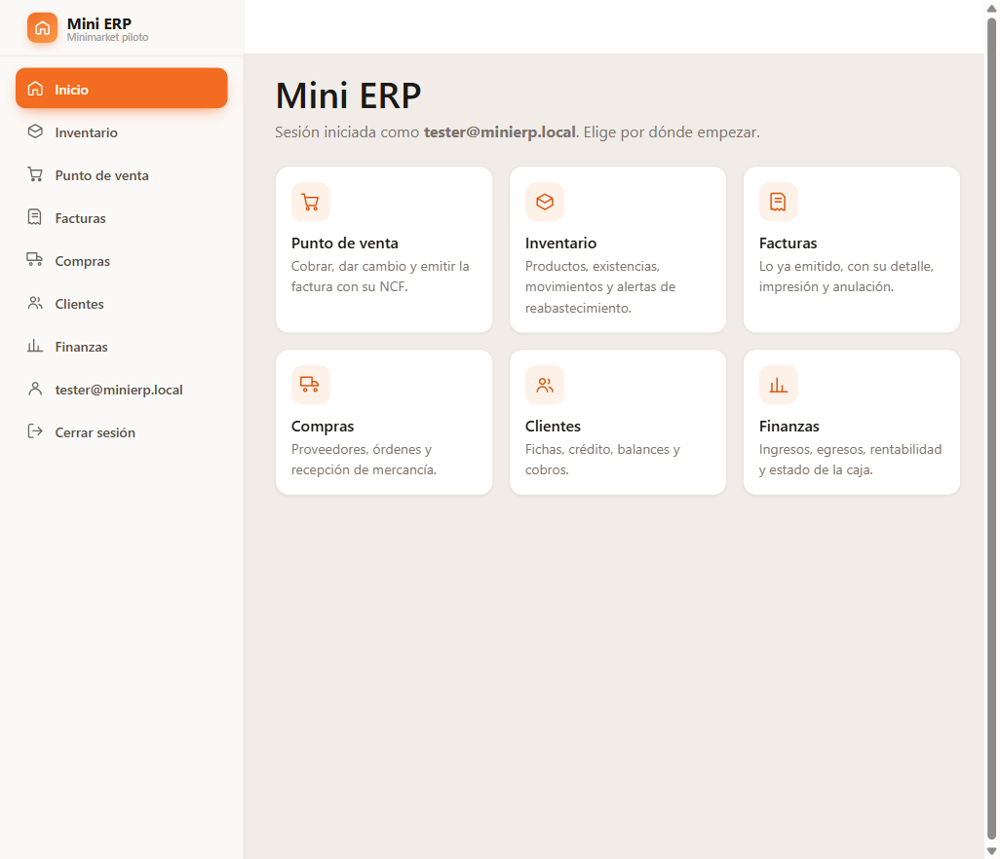 Mini ERP
Minimarket piloto
Inicio
Inventario
Punto de venta
Facturas
Compras
Clientes
Finanzas
tester@minierp.local
Cerrar sesión
Mini ERP
Sesión iniciada como tester@minierp.local. Elige por dónde empezar.
Punto de venta
Cobrar, dar cambio y emitir la
factura con su NCF.
Inventario
Productos, existencias,
movimientos y alertas de
reabastecimiento.
Facturas
Lo ya emitido, con su detalle,
impresión y anulación.
Compras
Proveedores, órdenes y
recepción de mercancía.
Clientes
Fichas, crédito, balances y
cobros.
Finanzas
Ingresos, egresos, rentabilidad
y estado de la caja.